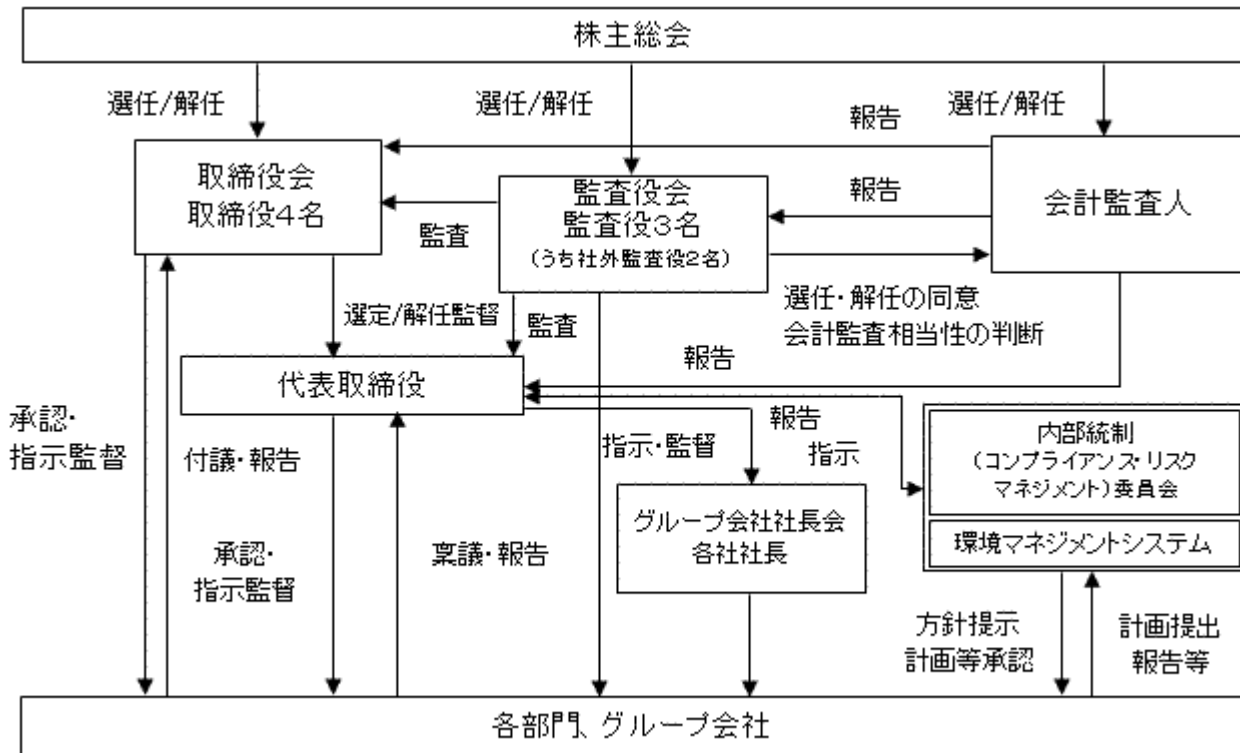 株主総会
選任/解任
選任/解任
選任/解任
報告
取締役会
取締役4名
監査役会
監査役3名
(うち社外監査役2名)
報告
会計監査人
監査
選任・解任の同意
会計監査相当性の判断
選定/解任監督
監査
報告
代表取締役
承認・
指示監督
付議・報告
指示・監督
報告
指示
内部統制
(コンプライアンス・リスク
マネジメント)委員会
環境マネジメントシステム
グループ会社社長会
各社社長
承認・
指示監督
稟議・報告
方針提示
計画等承認
計画提出
報告等
各部門、グループ会社